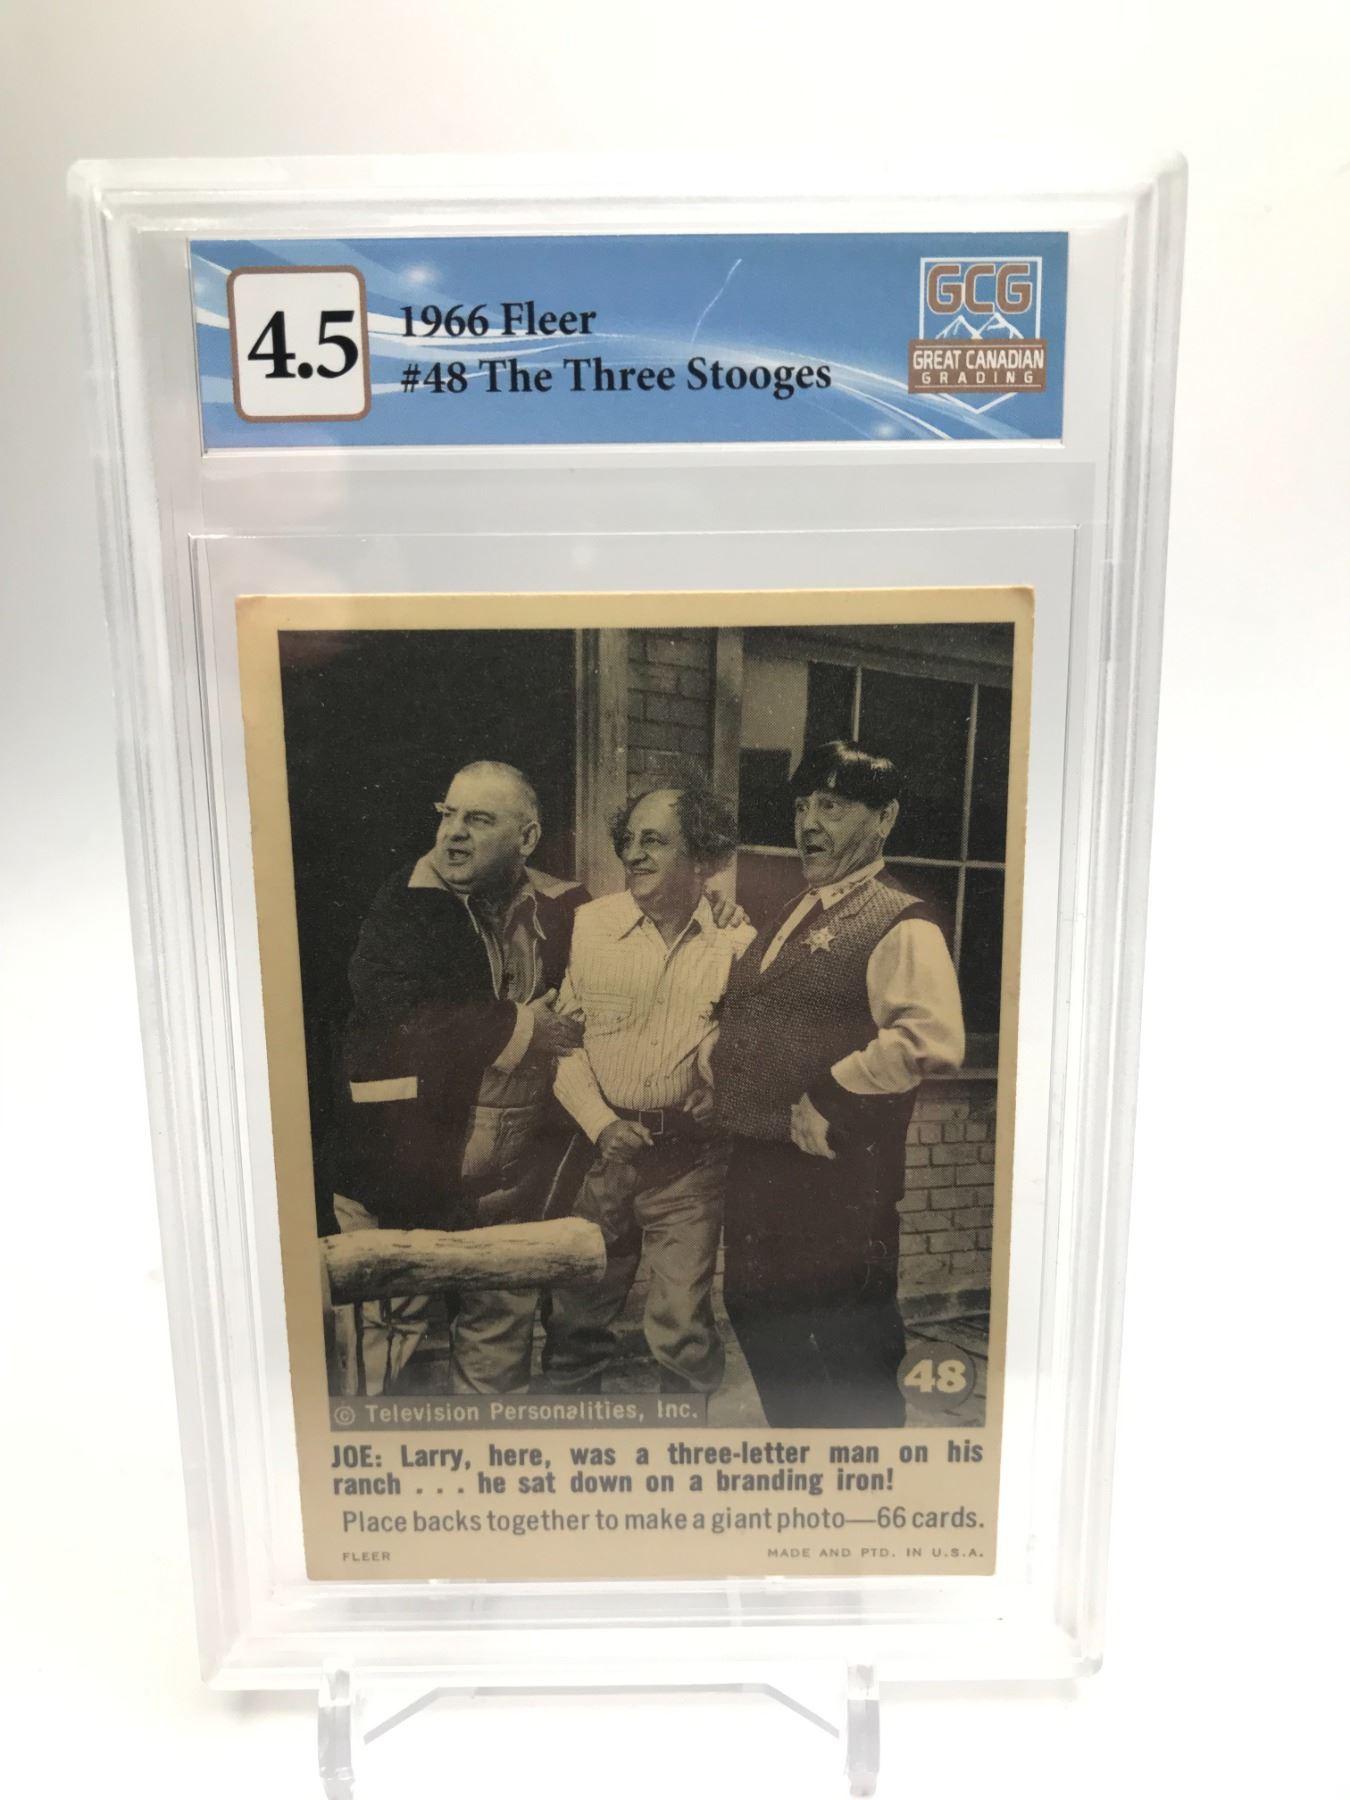 4.5
1966 Fleer
#48 The Three Stooges
GCG
GREAT CANADIAN
GRADING
48
© Television Personalities, Inc.
JOE: Larry, here, was a three-letter man on his
ranch . . . he sat down on a branding iron!
Place backs together to make a giant photo—66 cards.
FLEER MADE AND PTD. IN U.S.A.